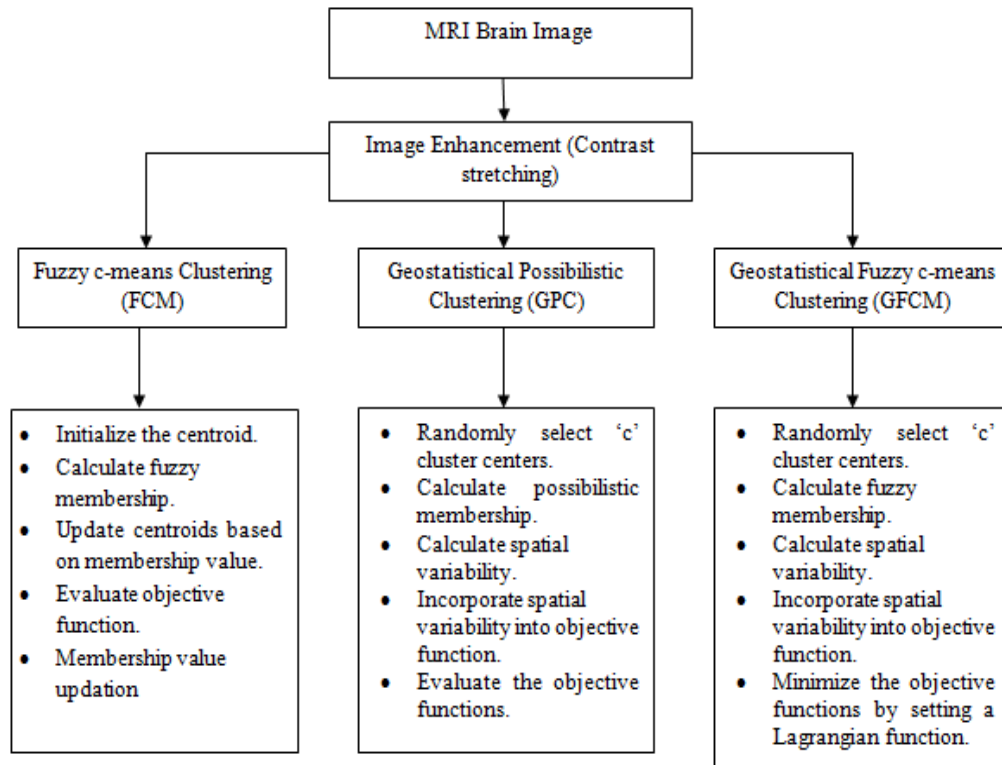 MRI Brain Image
Image Enhancement (Contrast
stretching)
Fuzzy c-means Clustering
(FCM)
Geostatistical Possibilistic
Clustering (GPC)
Geostatistical Fuzzy c-means
Clustering (GFCM)
• Initialize the centroid.
• Calculate fuzzy
membership.
• Update centroids based
on membership value.
• Evaluate objective
function.
• Membership value
updation
• Randomly select ‘c’
cluster centers.
• Calculate possibilistic
membership.
• Calculate spatial
variability.
• Incorporate spatial
variability into objective
function.
• Evaluate the objective
functions.
• Randomly select ‘c’
cluster centers.
• Calculate fuzzy
membership.
• Calculate spatial
variability.
• Incorporate spatial
variability into objective
function.
• Minimize the objective
functions by setting a
Lagrangian function.